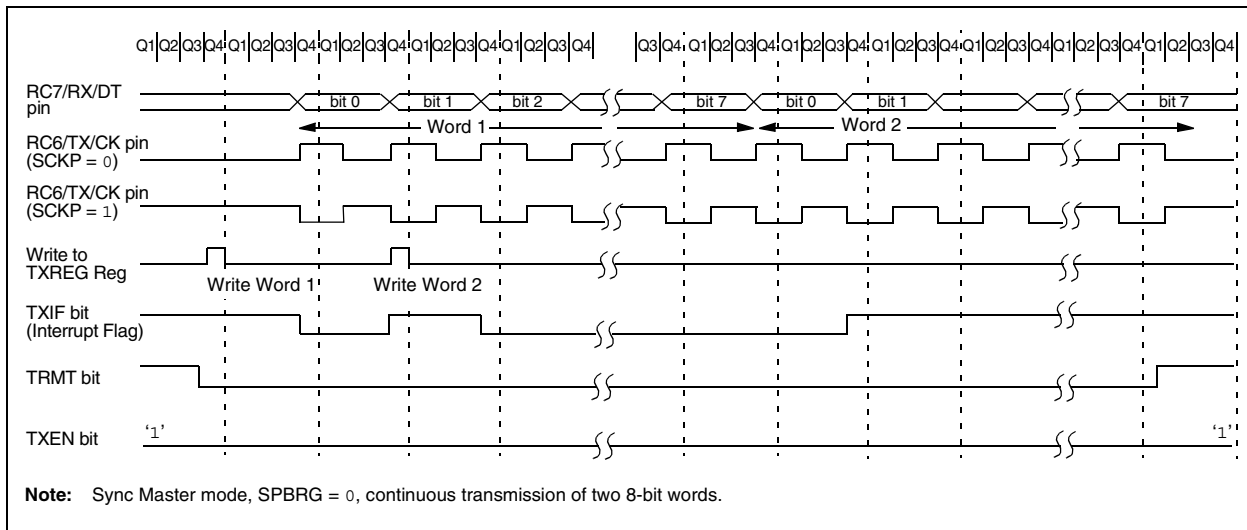 Q1 Q2 Q3 Q4 Q1 Q2 Q3 Q4 Q1 Q2 Q3 Q4 Q1 Q2 Q3 Q4 Q1 Q2 Q3 Q4 Q3 Q4 Q1 Q2 Q3 Q4 Q1 Q2 Q3 Q4 Q1 Q2 Q3 Q4 Q1 Q2 Q3 Q4 Q1 Q2 Q3 Q4 Q1 Q2 Q3 Q4
RC7/RX/DT
pin
bit 0 bit 1 bit 2 bit 7 bit 0 bit 1 bit 7
Word 1 Word 2
RC6/TX/CK pin
(SCKP = 0)
RC6/TX/CK pin
(SCKP = 1)
Write to
TXREG Reg
Write Word 1 Write Word 2
TXIF bit
(Interrupt Flag)
TRMT bit
TXEN bit
‘1’ ‘1’
Note: Sync Master mode, SPBRG = 0, continuous transmission of two 8-bit words.